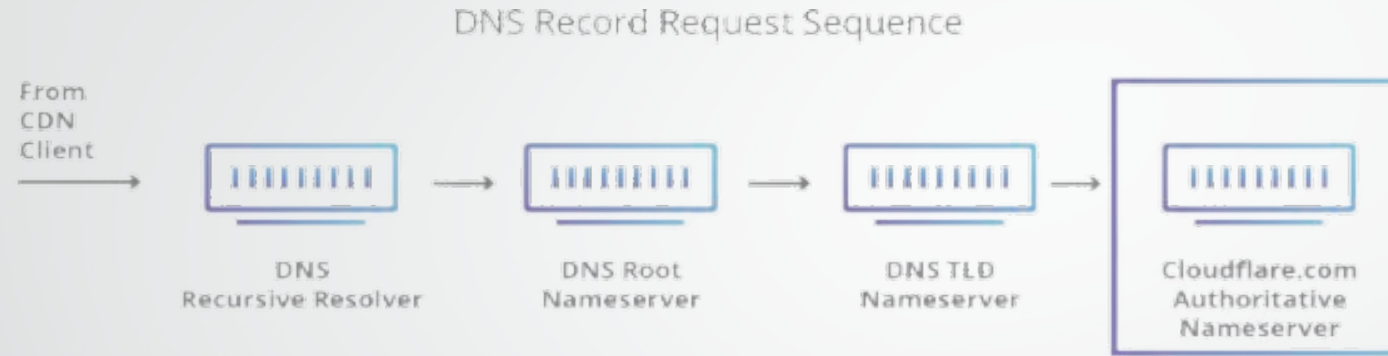 DNS Record Request Sequence
From
CDN
Client
DNS
Recursive Resolver
DNS Root
Nameserver
DNS TLD
Nameserver
Cloudflare.com
Authoritative
Nameserver